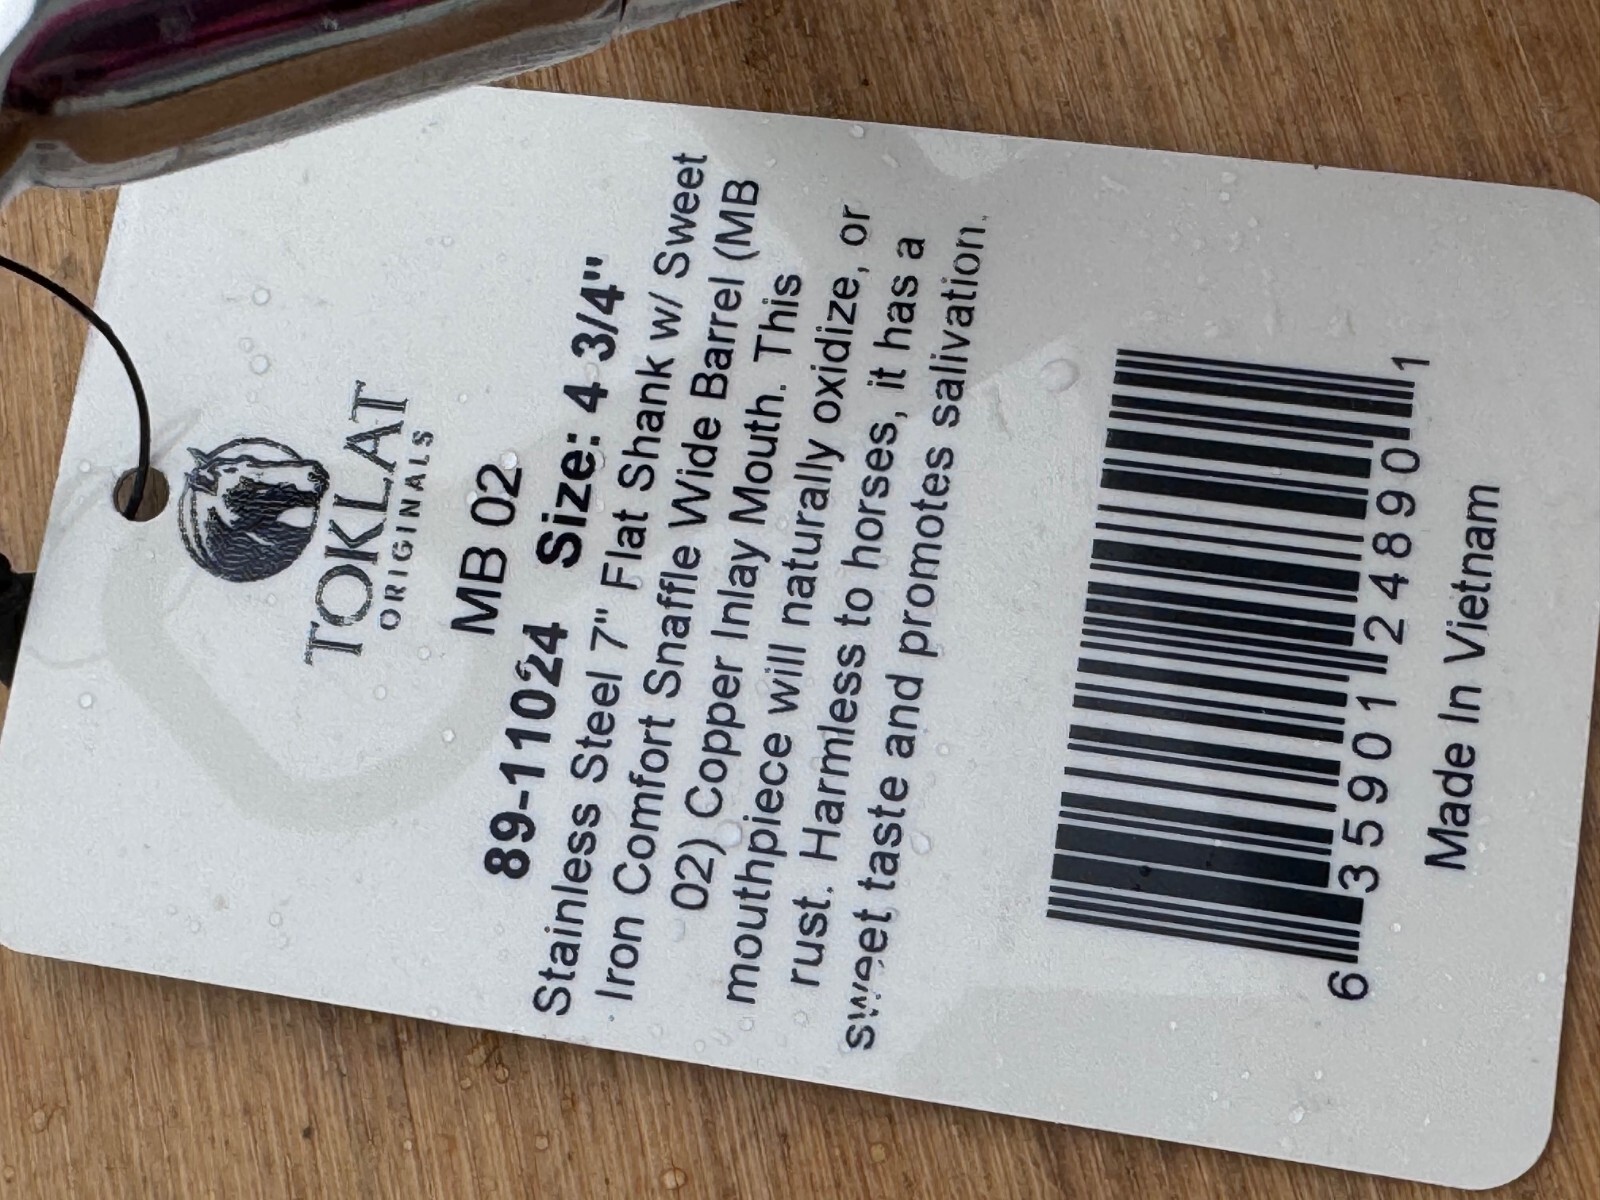 TOKLAT
ORIGINALS
MB 02
89-11024 Size: 4 3/4"
Stainless Steel 7" Flat Shank w/ Sweet
Iron Comfort Snaffle Wide Barrel (MB
02) Copper Inlay Mouth. This
mouthpiece will naturally oxidize, or
rust. Harmless to horses, it has a
sweet taste and promotes salivation.
6 35901 24890 1
Made In Vietnam